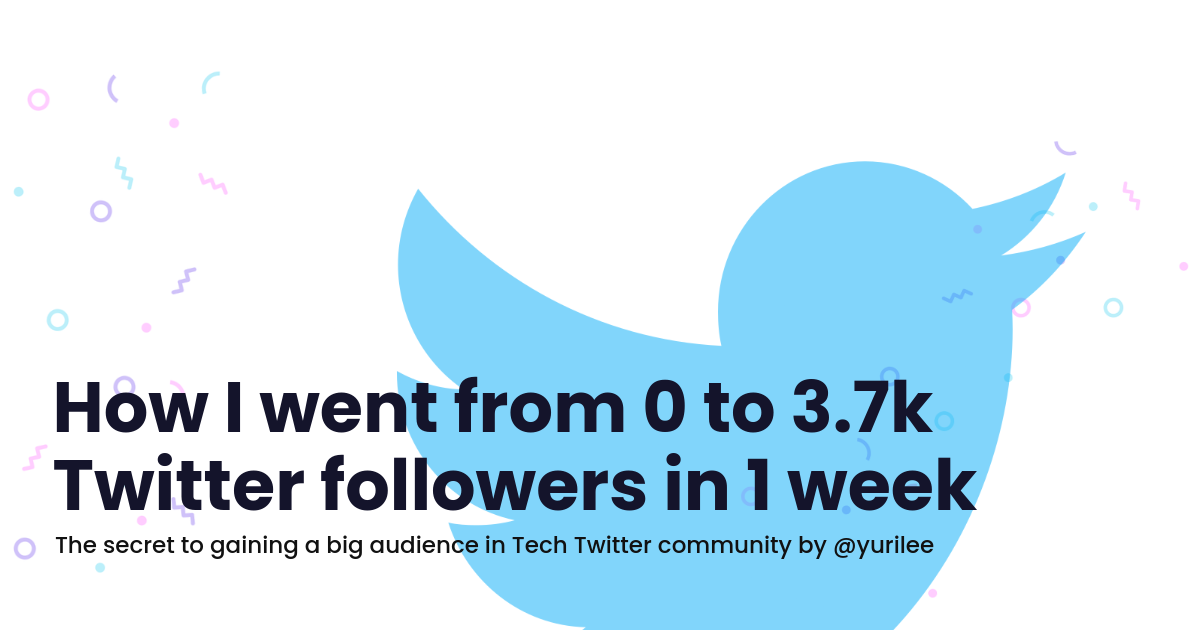 How I went from 0 to 3.7k
Twitter followers in 1 week
The secret to gaining a big audience in Tech Twitter community by @yurilee